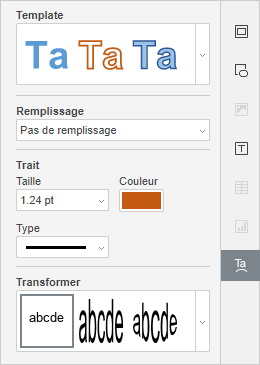 Template
Ta Ta Ta
Remplissage
Pas de remplissage
Trait
Taille Couleur
1.24 pt
Type
Transformer
abcde abcde abcde
T
Ta